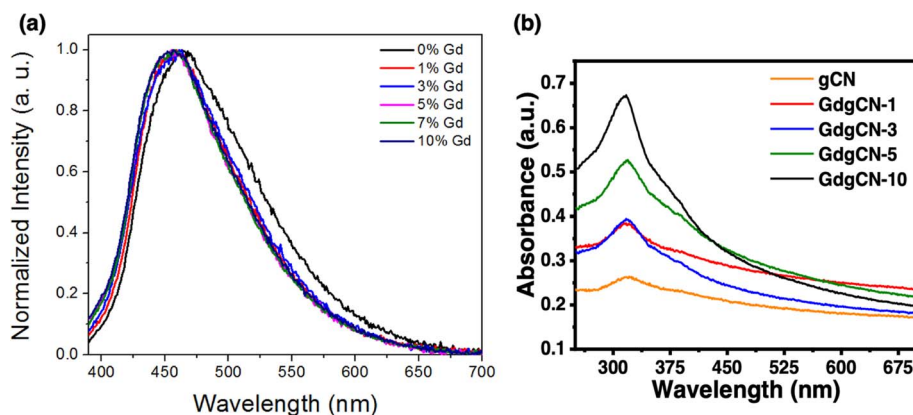 (a)
Normalized Intensity (a. u.)
1.0
0.8
0.6
0.4
0.2
0.0
0% Gd
1% Gd
3% Gd
5% Gd
7% Gd
10% Gd
400 450 500 550 600 650 700
Wavelength (nm)
(b)
Absorbance (a.u.)
0.7
0.6
0.5
0.4
0.3
0.2
0.1
gCN
GdgCN-1
GdgCN-3
GdgCN-5
GdgCN-10
300 375 450 525 600 675
Wavelength (nm)